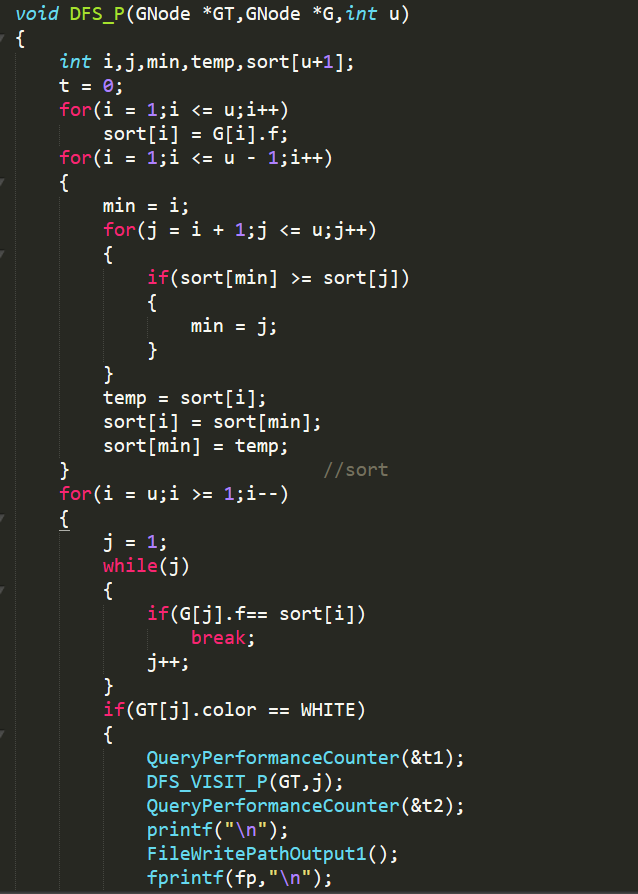 void DFS_P(GNode *GT,GNode *G,int u)
{
    int i,j,min,temp,sort[u+1];
    t = 0;
    for(i = 1;i <= u;i++)
        sort[i] = G[i].f;
    for(i = 1;i <= u - 1;i++)
    {
        min = i;
        for(j = i + 1;j <= u;j++)
        {
            if(sort[min] >= sort[j])
            {
                min = j;
            }
        }
        temp = sort[i];
        sort[i] = sort[min];
        sort[min] = temp;
    }                       //sort
    for(i = u;i >= 1;i--)
    {
        j = 1;
        while(j)
        {
            if(G[j].f== sort[i])
                break;
            j++;
        }
        if(GT[j].color == WHITE)
        {
            QueryPerformanceCounter(&t1);
            DFS_VISIT_P(GT,j);
            QueryPerformanceCounter(&t2);
            printf("\n");
            FileWritePathOutput1();
            fprintf(fp,"\n");